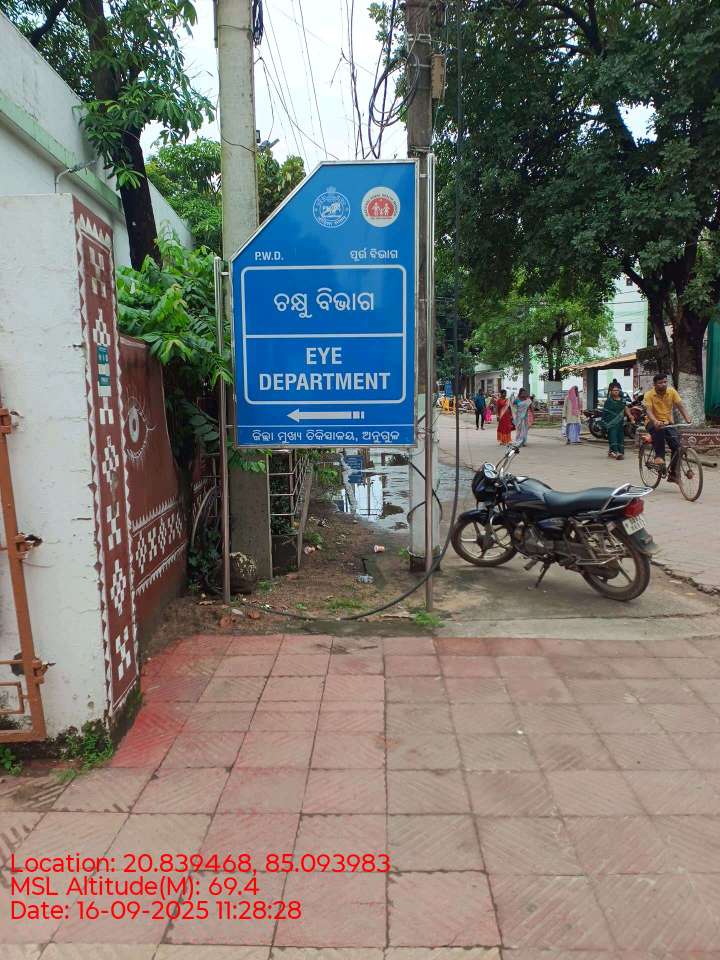 P.W.D. ପୂର୍ତ୍ତ ବିଭାଗ
ଚକ୍ଷୁ ବିଭାଗ
EYE
DEPARTMENT
ଜିଲ୍ଲା ମୁଖ୍ୟ ଚିକିତ୍ସାଳୟ, ଅନୁଗୁଳ
Location: 20.839468, 85.093983
MSL Altitude(M): 69.4
Date: 16-09-2025 11:28:28